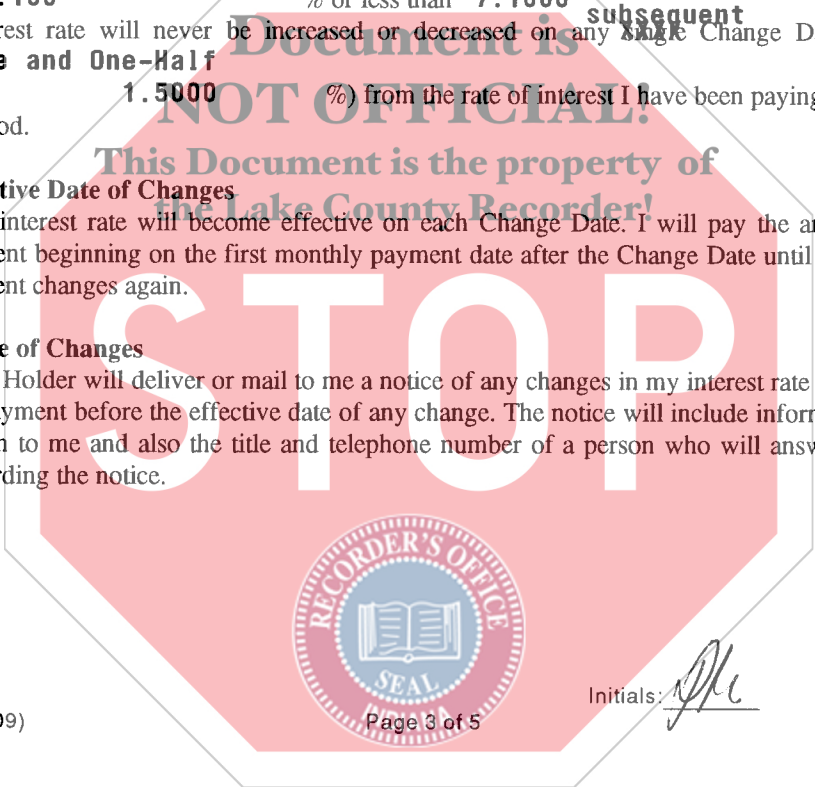 % or less than 7.1000
subsequent
rest rate will never be increased or decreased on any single Change D
e and One-Half
1.5000 %) from the rate of interest I have been paying
od.
Document is
NOT OFFICIAL!
This Document is the property of
the Lake County Recorder!
tive Date of Changes
interest rate will become effective on each Change Date. I will pay the a
ent beginning on the first monthly payment date after the Change Date until
ent changes again.
e of Changes
Holder will deliver or mail to me a notice of any changes in my interest rate
yment before the effective date of any change. The notice will include infor
n to me and also the title and telephone number of a person who will answ
ding the notice.
STOP
RECORDER'S OFFICE
SEAL
INDIANA
Initials:
09)
Page 3 of 5